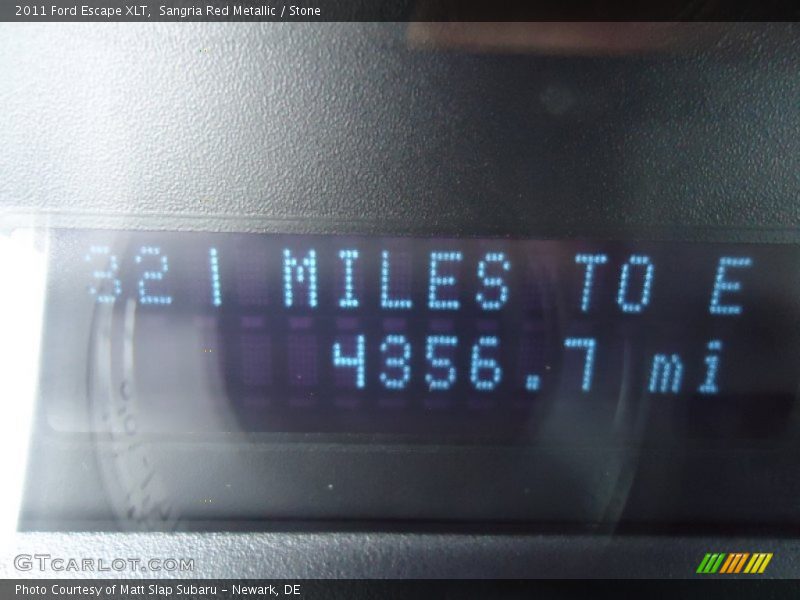 2011 Ford Escape XLT, Sangria Red Metallic / Stone
321 MILES TO E
4356.7 mi
GTcarlot.com
Photo Courtesy of Matt Slap Subaru - Newark, DE